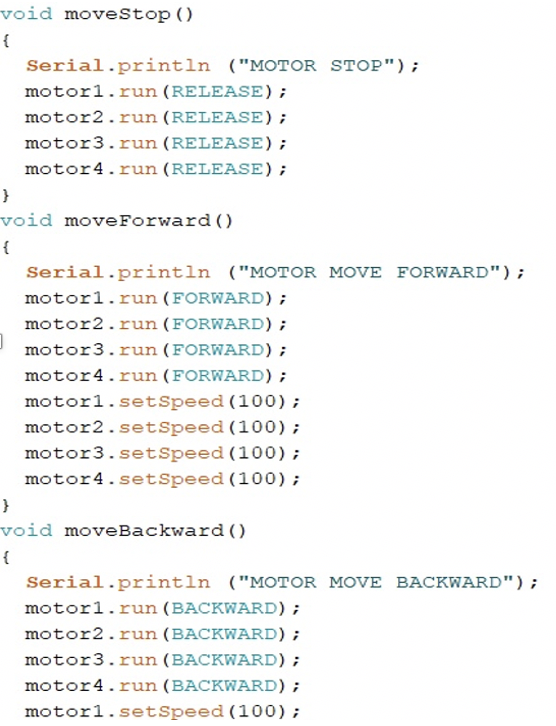 void moveStop()
{
  Serial.println ("MOTOR STOP");
  motor1.run(RELEASE);
  motor2.run(RELEASE);
  motor3.run(RELEASE);
  motor4.run(RELEASE);
}
void moveForward()
{
  Serial.println ("MOTOR MOVE FORWARD");
  motor1.run(FORWARD);
  motor2.run(FORWARD);
  motor3.run(FORWARD);
  motor4.run(FORWARD);
  motor1.setSpeed(100);
  motor2.setSpeed(100);
  motor3.setSpeed(100);
  motor4.setSpeed(100);
}
void moveBackward()
{
  Serial.println ("MOTOR MOVE BACKWARD");
  motor1.run(BACKWARD);
  motor2.run(BACKWARD);
  motor3.run(BACKWARD);
  motor4.run(BACKWARD);
  motor1.setSpeed(100);